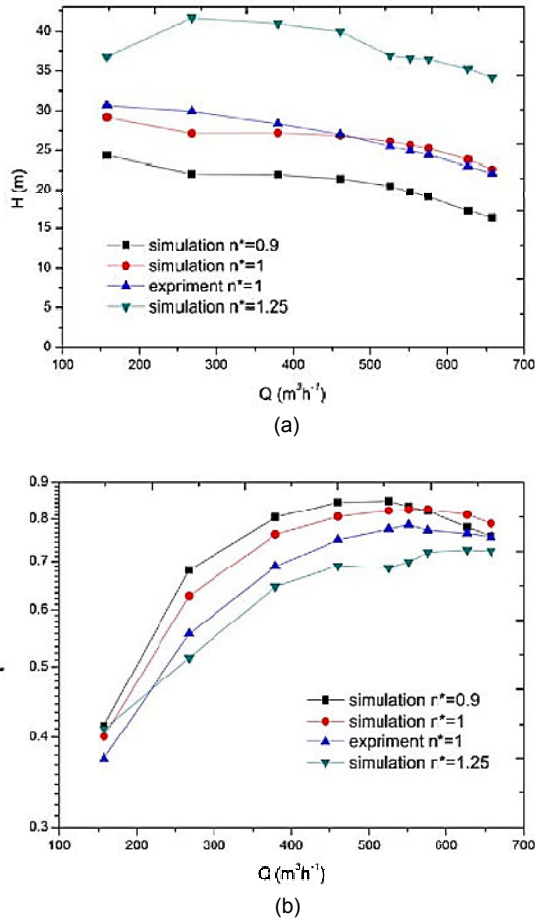 40
35
30
25
20
15
10
5
0
H (m)
simulation n*=0.9
simulation n*=1
expriment n*=1
simulation n*=1.25
100 200 300 400 500 600 700
Q (m³h⁻¹)
(a)
0.9
0.8
0.7
0.6
0.5
0.4
0.3
simulation n*=0.9
simulation n*=1
expriment n*=1
simulation n*=1.25
100 200 300 400 500 600 700
Q (m³h⁻¹)
(b)